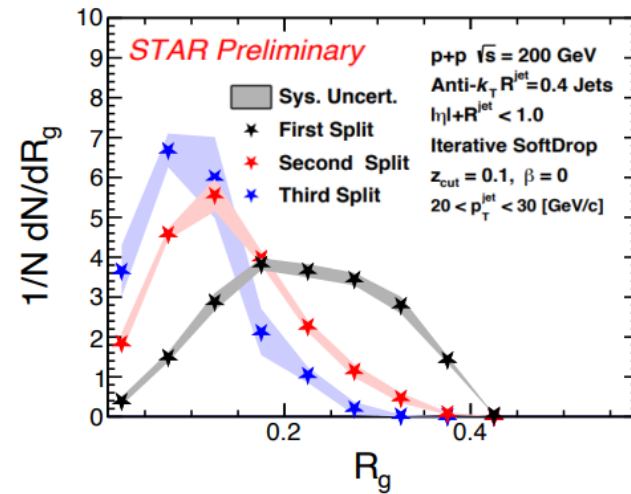 STAR Preliminary
p+p √s = 200 GeV
Anti-k_T R^jet=0.4 Jets
|η|+R^jet < 1.0
Iterative SoftDrop
z_cut = 0.1, β = 0
20 < p_T^jet < 30 [GeV/c]
Sys. Uncert.
First Split
Second Split
Third Split
1/N dN/dR_g
10
9
8
7
6
5
4
3
2
1
0
0.2
0.4
R_g